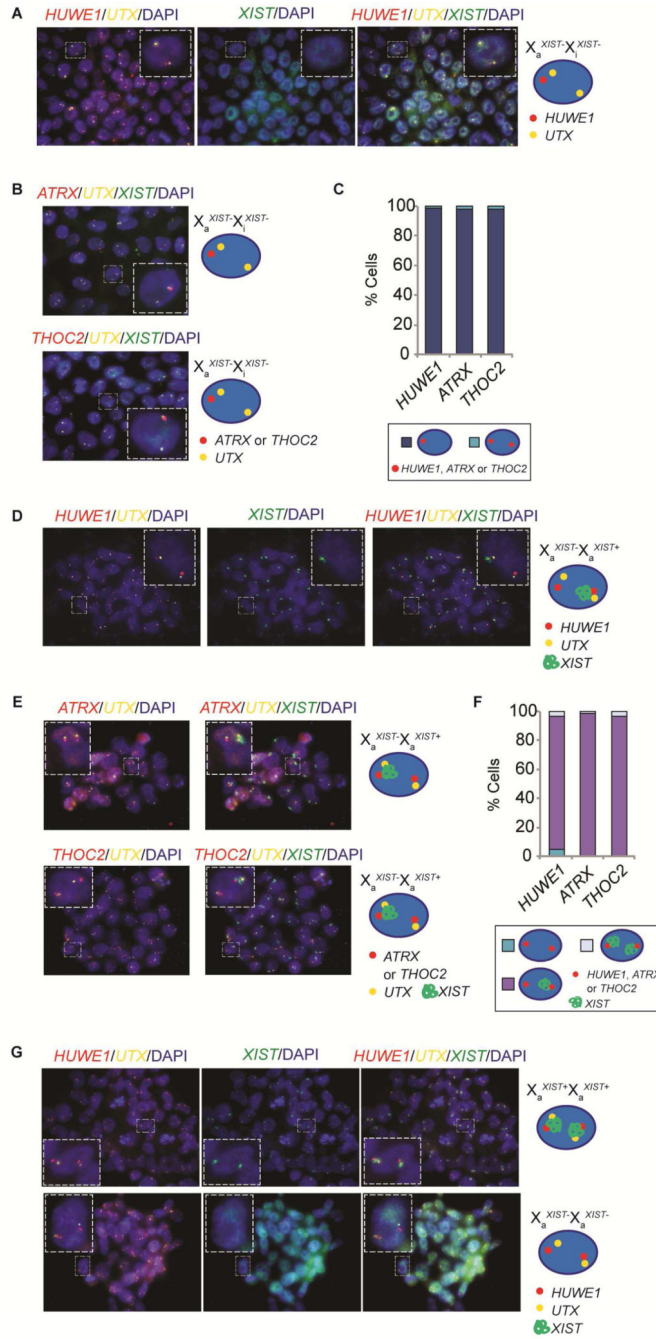 A
HUWE1/UTX/DAPI
XIST/DAPI
HUWE1/UTX/XIST/DAPI
XaXIST-XiXIST-
HUWE1
UTX
B
ATRX/UTX/XIST/DAPI
XaXIST-XiXIST-
THOC2/UTX/XIST/DAPI
XaXIST-XiXIST-
ATRX or THOC2
UTX
C
% Cells
100
80
60
40
20
0
HUWE1
ATRX
THOC2
HUWE1, ATRX or THOC2
D
HUWE1/UTX/DAPI
XIST/DAPI
HUWE1/UTX/XIST/DAPI
XaXIST-XaXIST+
HUWE1
UTX
XIST
E
ATRX/UTX/DAPI
ATRX/UTX/XIST/DAPI
XaXIST-XaXIST+
THOC2/UTX/DAPI
THOC2/UTX/XIST/DAPI
XaXIST-XaXIST+
ATRX
or THOC2
UTX XIST
F
% Cells
100
80
60
40
20
0
HUWE1
ATRX
THOC2
HUWE1, ATRX
or THOC2
XIST
G
HUWE1/UTX/DAPI
XIST/DAPI
HUWE1/UTX/XIST/DAPI
XaXIST+XaXIST+
XaXIST-XaXIST-
HUWE1
UTX
XIST